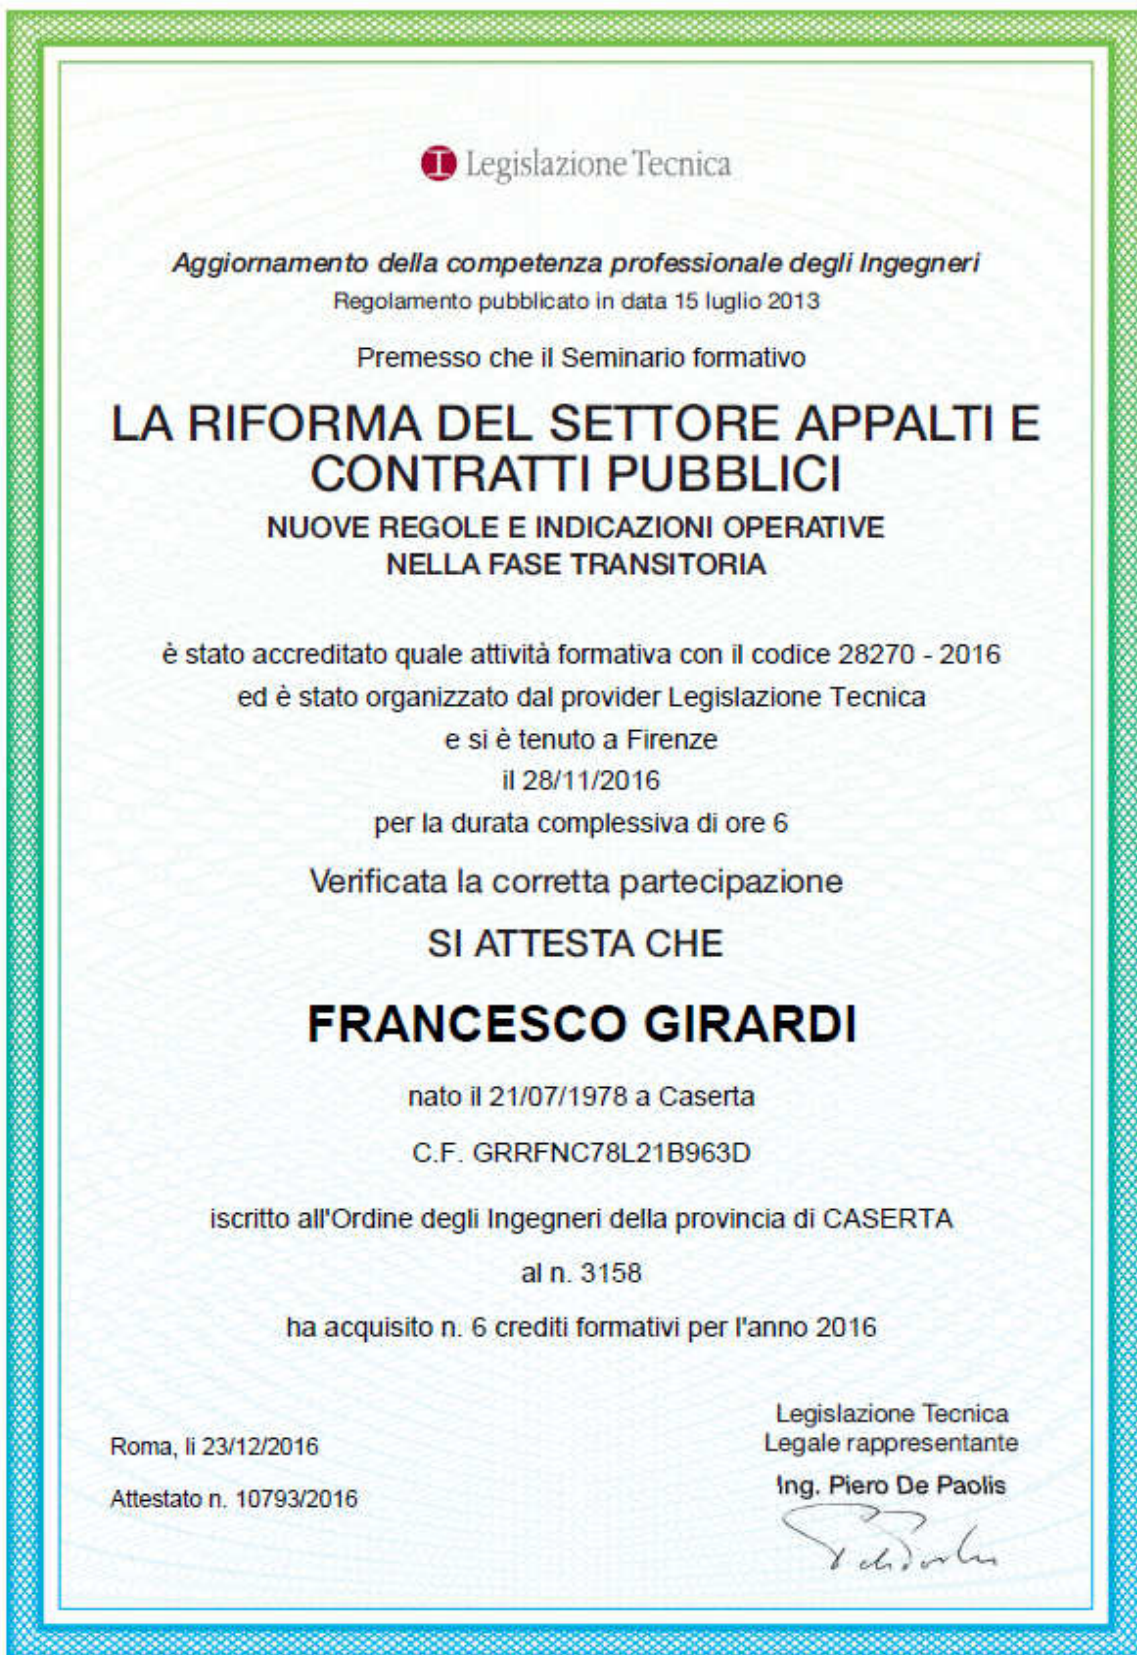 Legislazione Tecnica
Aggiornamento della competenza professionale degli Ingegneri
Regolamento pubblicato in data 15 luglio 2013
Premesso che il Seminario formativo
LA RIFORMA DEL SETTORE APPALTI E
CONTRATTI PUBBLICI
NUOVE REGOLE E INDICAZIONI OPERATIVE
NELLA FASE TRANSITORIA
è stato accreditato quale attività formativa con il codice 28270 - 2016
ed è stato organizzato dal provider Legislazione Tecnica
e si è tenuto a Firenze
il 28/11/2016
per la durata complessiva di ore 6
Verificata la corretta partecipazione
SI ATTESTA CHE
FRANCESCO GIRARDI
nato il 21/07/1978 a Caserta
C.F. GRRFNC78L21B963D
iscritto all'Ordine degli Ingegneri della provincia di CASERTA
al n. 3158
ha acquisito n. 6 crediti formativi per l'anno 2016
Legislazione Tecnica
Legale rappresentante
Ing. Piero De Paolis
Roma, li 23/12/2016
Attestato n. 10793/2016